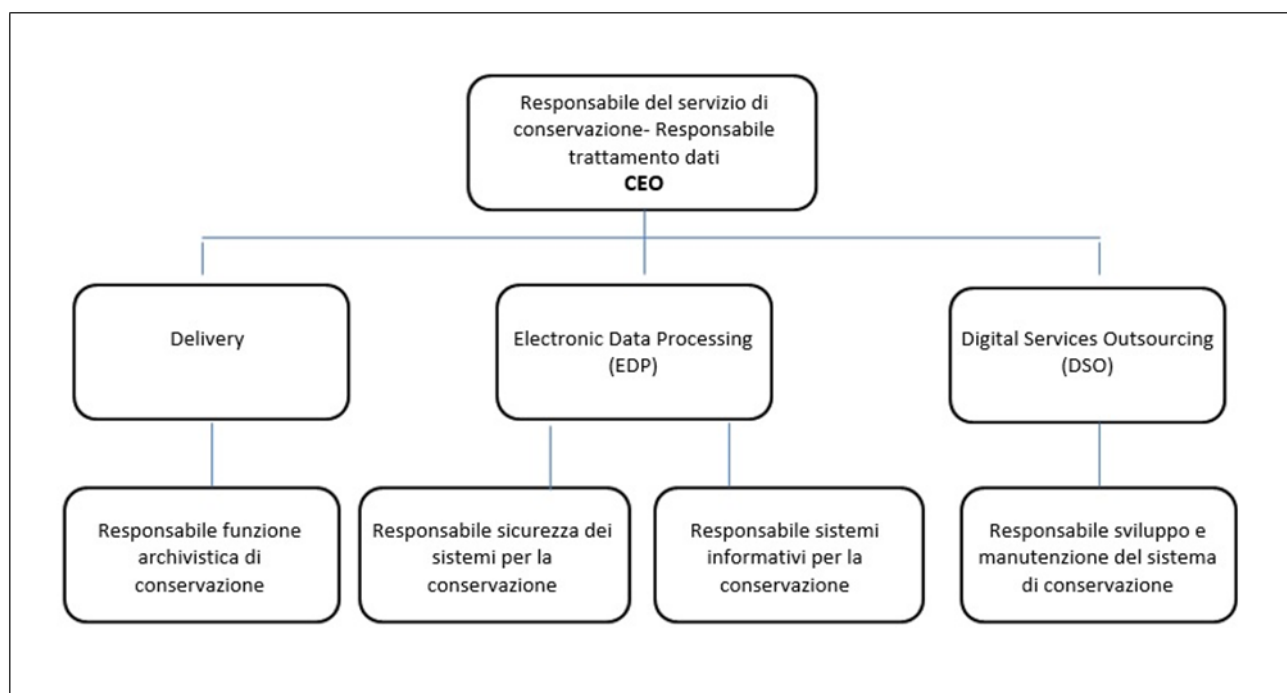 Responsabile del servizio di
conservazione- Responsabile
trattamento dati
CEO
Delivery
Electronic Data Processing
(EDP)
Digital Services Outsourcing
(DSO)
Responsabile funzione
archivistica di
conservazione
Responsabile sicurezza dei
sistemi per la
conservazione
Responsabile sistemi
informativi per la
conservazione
Responsabile sviluppo e
manutenzione del sistema
di conservazione